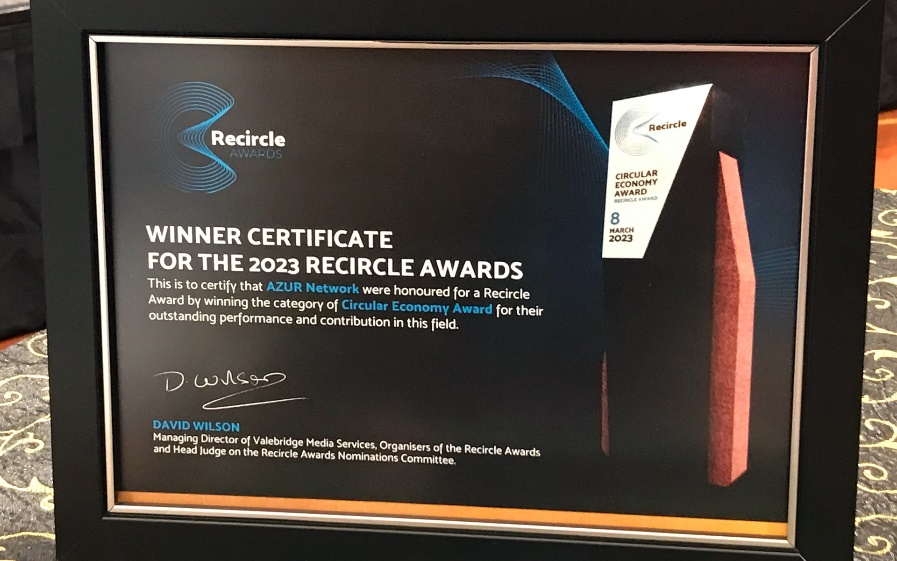 Recircle
AWARDS
WINNER CERTIFICATE
FOR THE 2023 RECIRCLE AWARDS
This is to certify that AZUR Network were honoured for a Recircle
Award by winning the category of Circular Economy Award for their
outstanding performance and contribution in this field.
D. Wilson
DAVID WILSON
Managing Director of Valebridge Media Services, Organisers of the Recircle Awards
and Head Judge on the Recircle Awards Nominations Committee.
Recircle
CIRCULAR
ECONOMY
AWARD
RECIRCLE AWARD
8
MARCH
2023